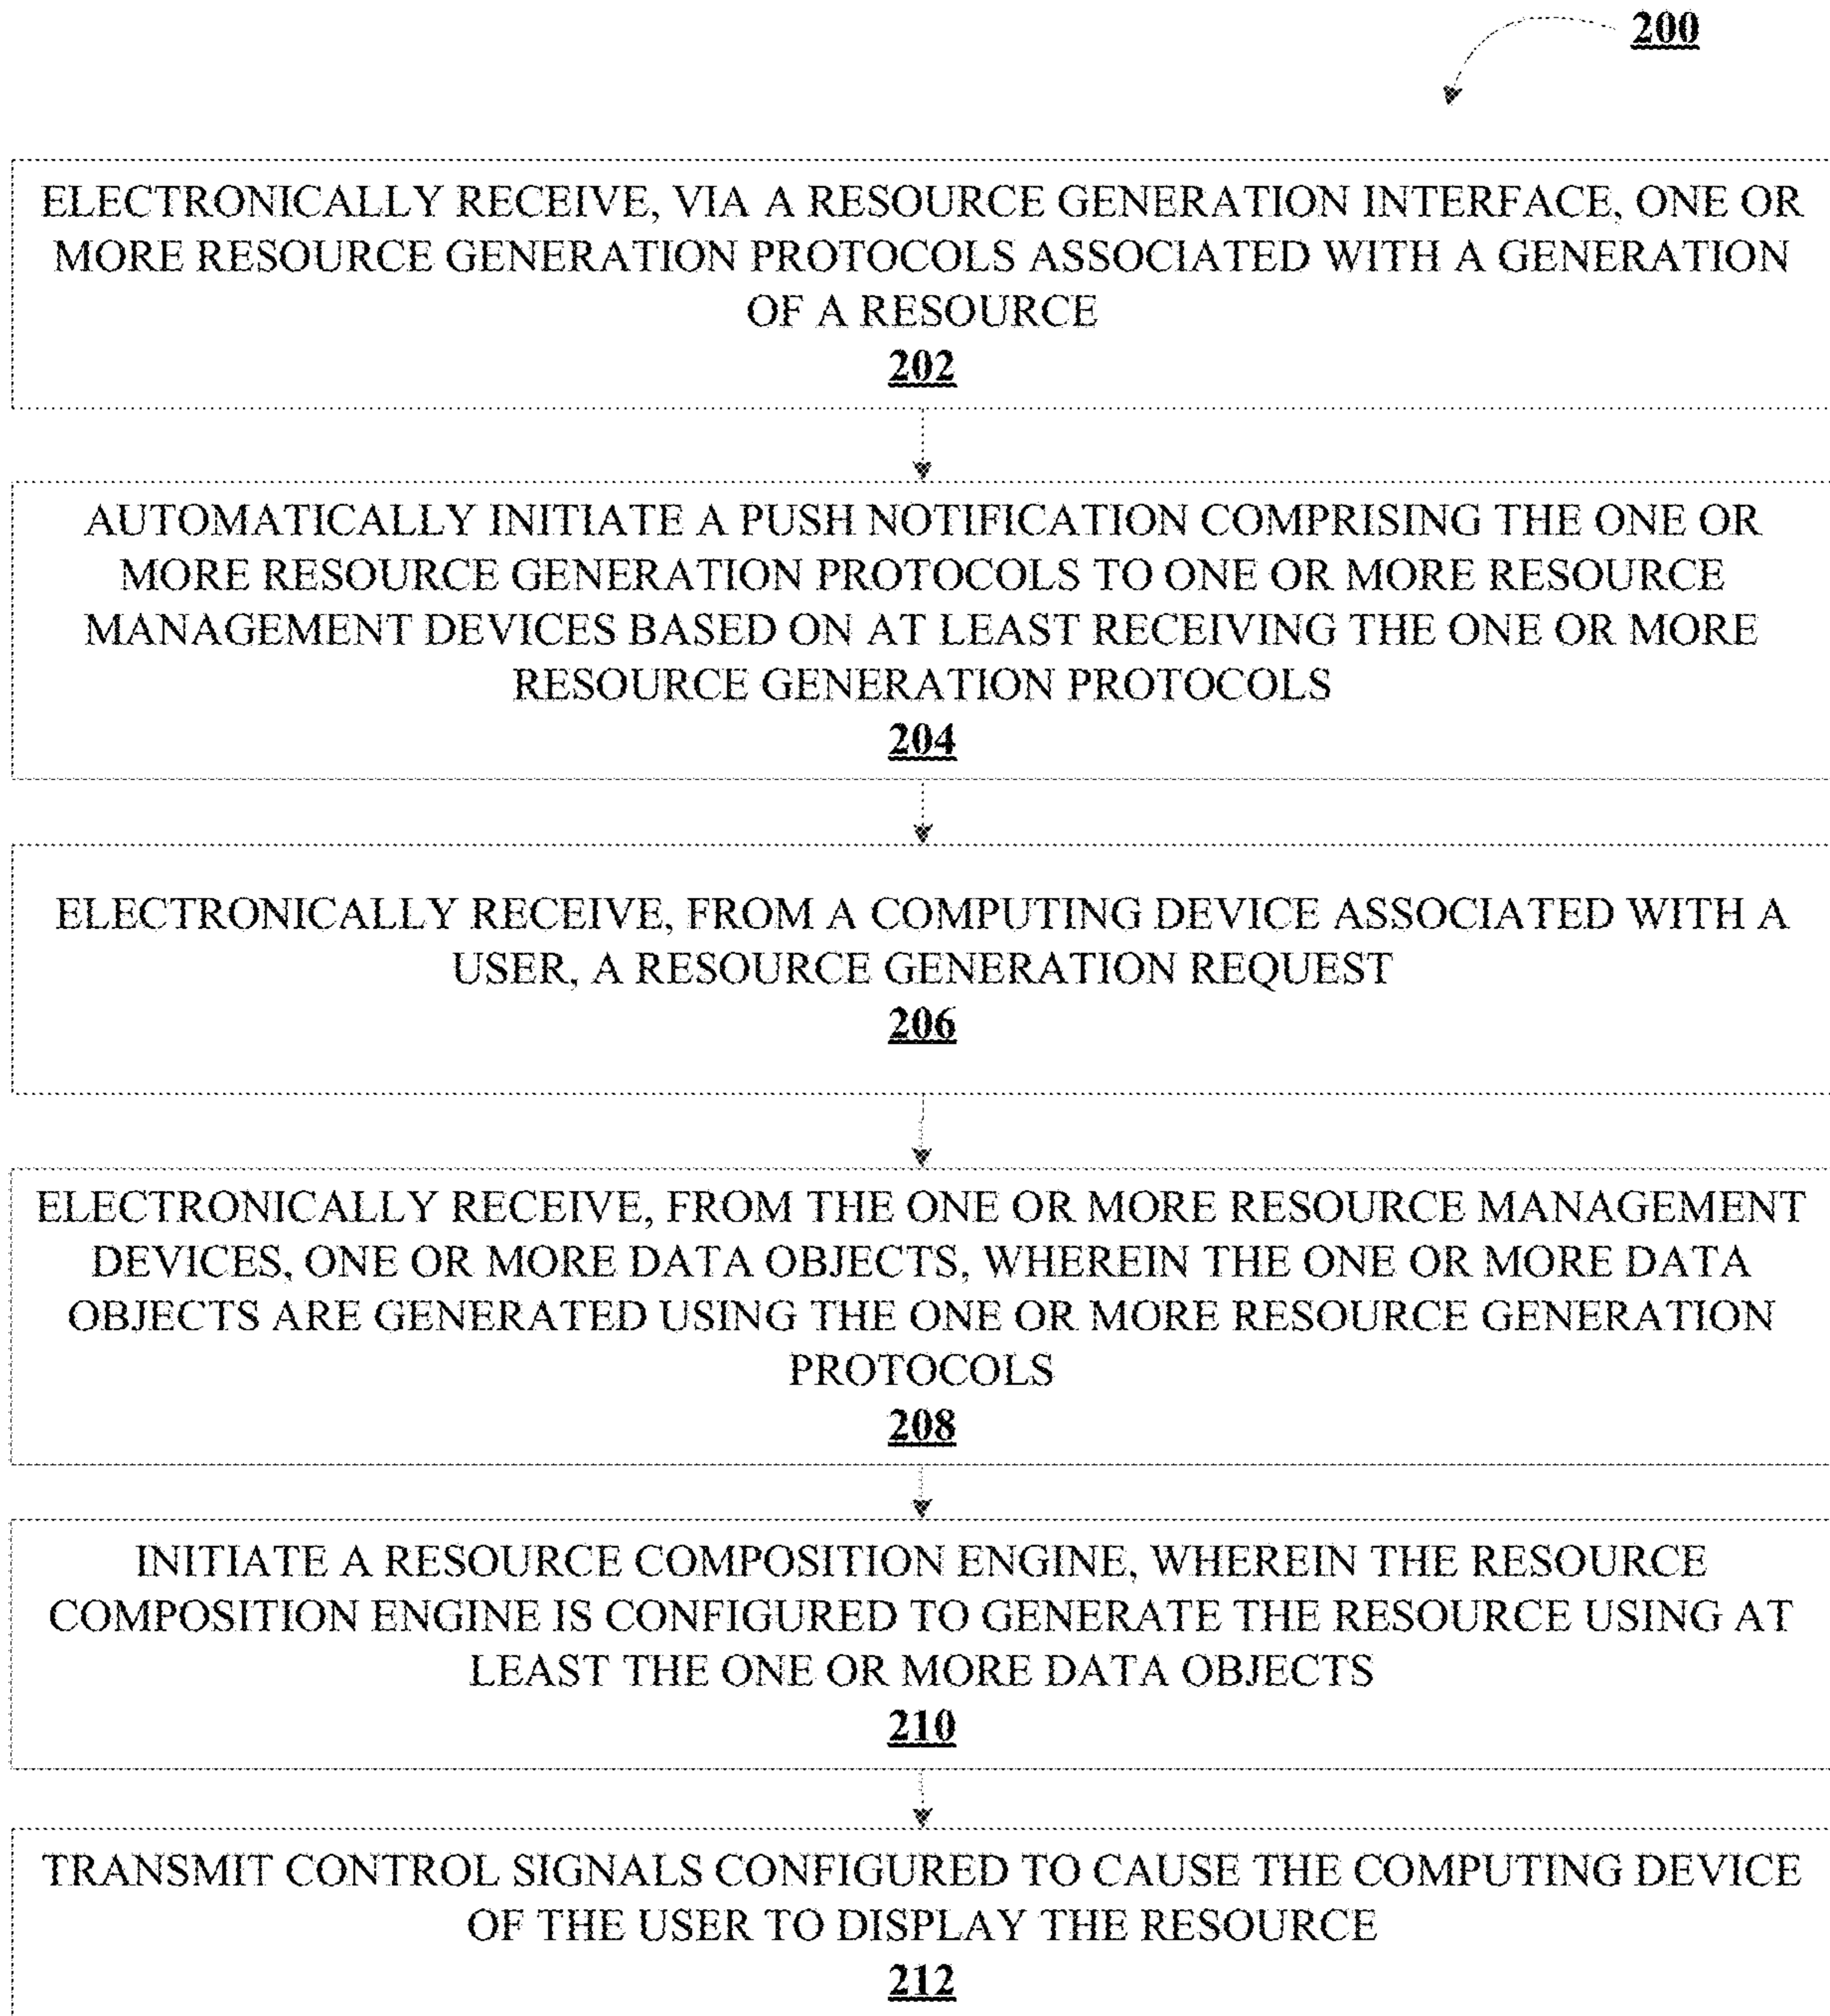 200
ELECTRONICALLY RECEIVE, VIA A RESOURCE GENERATION INTERFACE, ONE OR
MORE RESOURCE GENERATION PROTOCOLS ASSOCIATED WITH A GENERATION
OF A RESOURCE
202
AUTOMATICALLY INITIATE A PUSH NOTIFICATION COMPRISING THE ONE OR
MORE RESOURCE GENERATION PROTOCOLS TO ONE OR MORE RESOURCE
MANAGEMENT DEVICES BASED ON AT LEAST RECEIVING THE ONE OR MORE
RESOURCE GENERATION PROTOCOLS
204
ELECTRONICALLY RECEIVE, FROM A COMPUTING DEVICE ASSOCIATED WITH A
USER, A RESOURCE GENERATION REQUEST
206
ELECTRONICALLY RECEIVE, FROM THE ONE OR MORE RESOURCE MANAGEMENT
DEVICES, ONE OR MORE DATA OBJECTS, WHEREIN THE ONE OR MORE DATA
OBJECTS ARE GENERATED USING THE ONE OR MORE RESOURCE GENERATION
PROTOCOLS
208
INITIATE A RESOURCE COMPOSITION ENGINE, WHEREIN THE RESOURCE
COMPOSITION ENGINE IS CONFIGURED TO GENERATE THE RESOURCE USING AT
LEAST THE ONE OR MORE DATA OBJECTS
210
TRANSMIT CONTROL SIGNALS CONFIGURED TO CAUSE THE COMPUTING DEVICE
OF THE USER TO DISPLAY THE RESOURCE
212